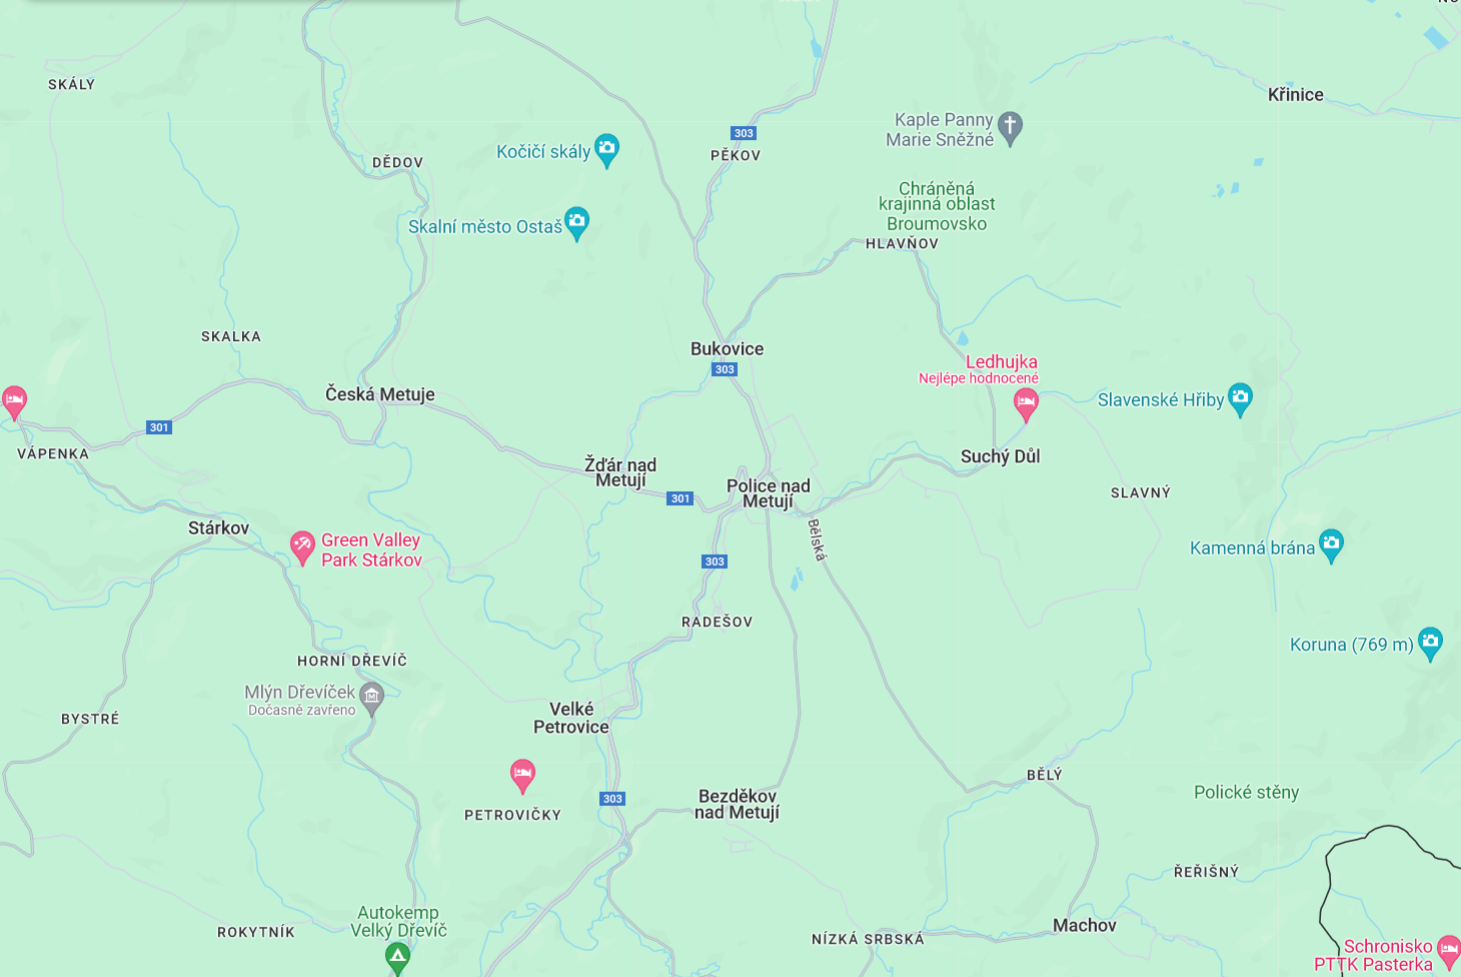 SKÁLY
Křinice
Kaple Panny
Marie Sněžné
303
PĚKOV
Kočičí skály
DĚDOV
Chráněná
krajinná oblast
Broumovsko
Skalní město Ostaš
HLAVŇOV
SKALKA
Bukovice
303
Ledhujka
Nejlépe hodnocené
Česká Metuje
Slavenské Hřiby
301
VÁPENKA
Suchý Důl
Žďár nad
Metují
301
Police nad
Metují
SLAVNÝ
Stárkov
Bělská
Green Valley
Park Stárkov
Kamenná brána
303
RADEŠOV
Koruna (769 m)
HORNÍ DŘEVÍČ
Mlýn Dřevíček
Dočasně zavřeno
BYSTRÉ
Velké
Petrovice
BĚLÝ
Polické stěny
303
Bezděkov
nad Metují
PETROVIČKY
ŘEŘIŠNÝ
Autokemp
Velký Dřevíč
ROKYTNÍK
Machov
NÍZKÁ SRBSKÁ
Schronisko
PTTK Pasterka